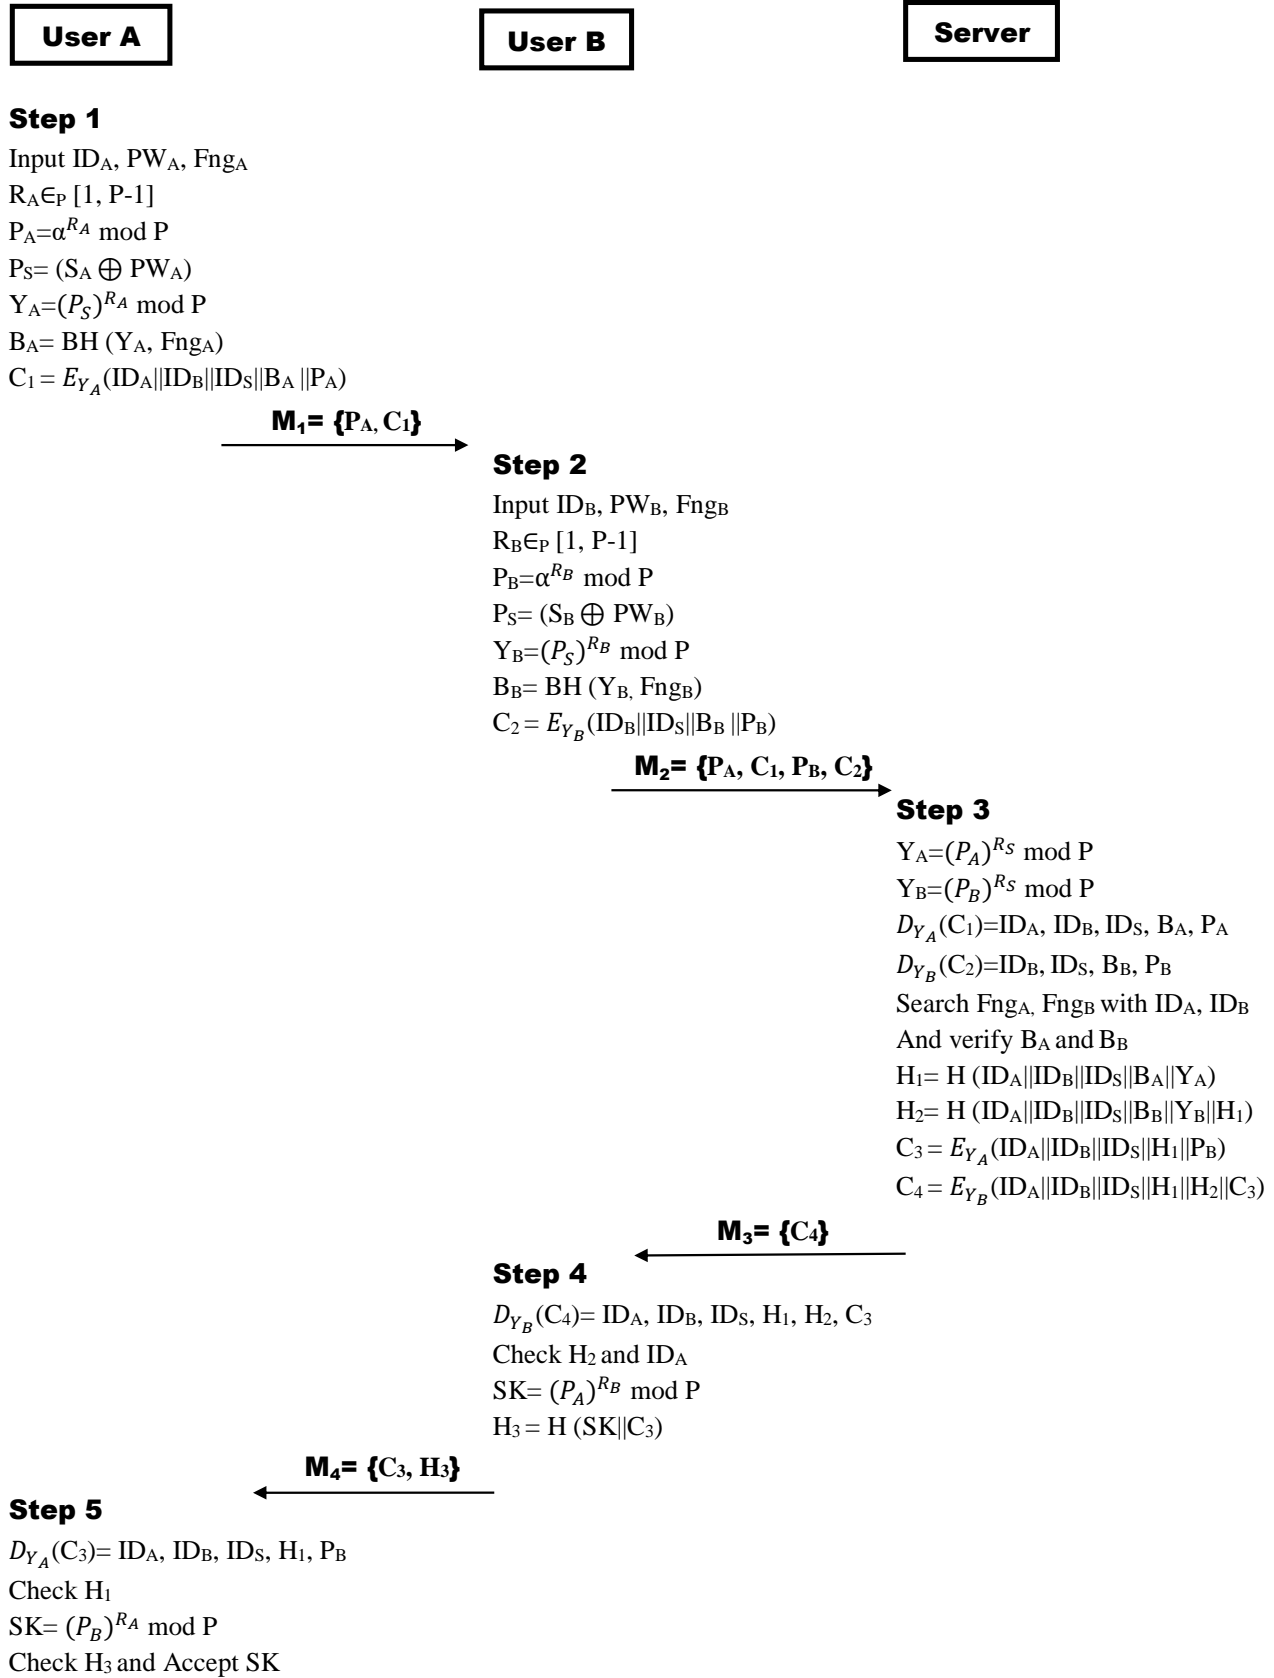 User A
User B
Server
Step 1
Input ID_A, PW_A, Fng_A
R_A∈_P [1, P-1]
P_A=α^{R_A} mod P
P_S= (S_A ⊕ PW_A)
Y_A=(P_S)^{R_A} mod P
B_A= BH (Y_A, Fng_A)
C_1 = E_{Y_A}(ID_A||ID_B||ID_S||B_A ||P_A)
M_1= {P_A, C_1}
Step 2
Input ID_B, PW_B, Fng_B
R_B∈_P [1, P-1]
P_B=α^{R_B} mod P
P_S= (S_B ⊕ PW_B)
Y_B=(P_S)^{R_B} mod P
B_B= BH (Y_B, Fng_B)
C_2 = E_{Y_B}(ID_B||ID_S||B_B ||P_B)
M_2= {P_A, C_1, P_B, C_2}
Step 3
Y_A=(P_A)^{R_S} mod P
Y_B=(P_B)^{R_S} mod P
D_{Y_A}(C_1)=ID_A, ID_B, ID_S, B_A, P_A
D_{Y_B}(C_2)=ID_B, ID_S, B_B, P_B
Search Fng_A, Fng_B with ID_A, ID_B
And verify B_A and B_B
H_1= H (ID_A||ID_B||ID_S||B_A||Y_A)
H_2= H (ID_A||ID_B||ID_S||B_B||Y_B||H_1)
C_3 = E_{Y_A}(ID_A||ID_B||ID_S||H_1||P_B)
C_4 = E_{Y_B}(ID_A||ID_B||ID_S||H_1||H_2||C_3)
M_3= {C_4}
Step 4
D_{Y_B}(C_4)= ID_A, ID_B, ID_S, H_1, H_2, C_3
Check H_2 and ID_A
SK= (P_A)^{R_B} mod P
H_3 = H (SK||C_3)
M_4= {C_3, H_3}
Step 5
D_{Y_A}(C_3)= ID_A, ID_B, ID_S, H_1, P_B
Check H_1
SK= (P_B)^{R_A} mod P
Check H_3 and Accept SK